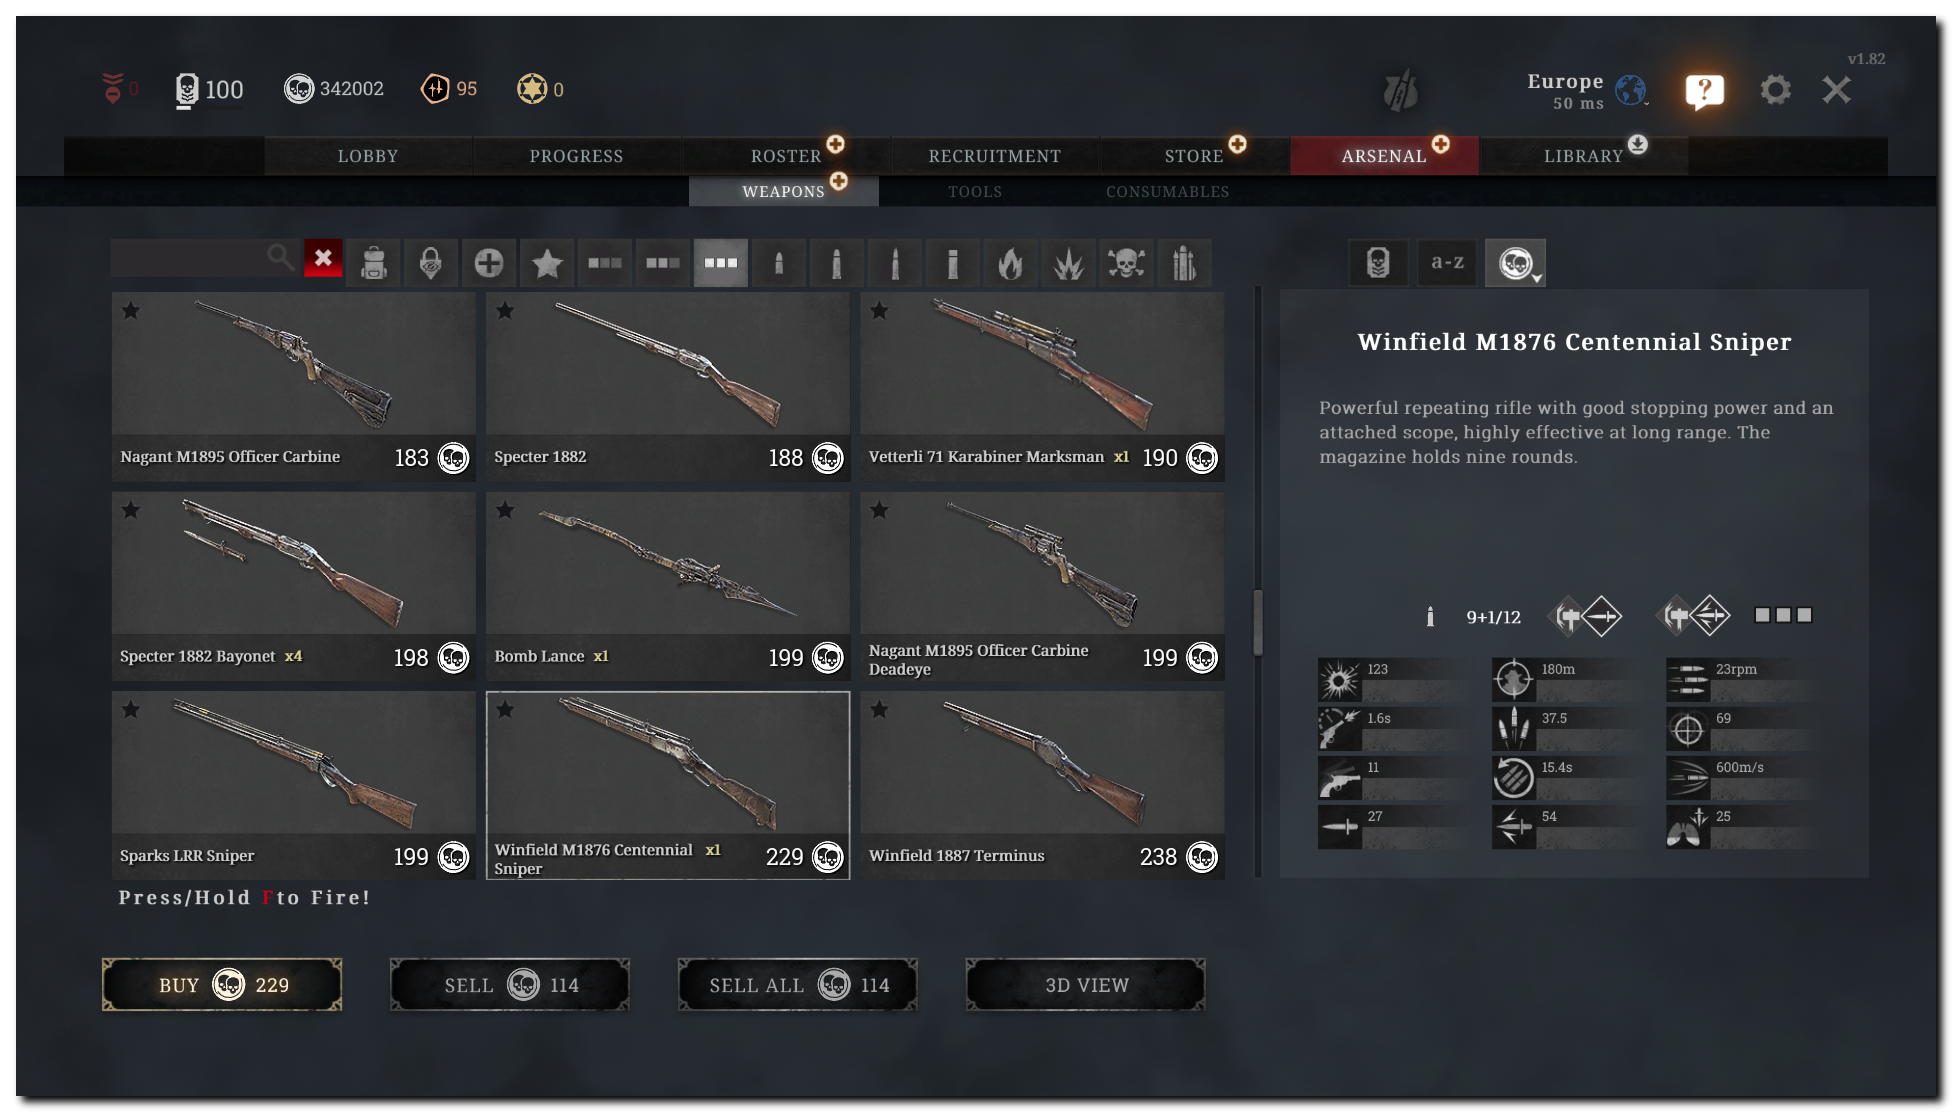 v1.82
0
100
342002
95
0
Europe
50 ms
?
LOBBY
PROGRESS
ROSTER
RECRUITMENT
STORE
ARSENAL
LIBRARY
WEAPONS
TOOLS
CONSUMABLES
a-z
Nagant M1895 Officer Carbine
183
Specter 1882
188
Vetterli 71 Karabiner Marksman x1
190
Specter 1882 Bayonet x4
198
Bomb Lance x1
199
Nagant M1895 Officer Carbine
Deadeye
199
Sparks LRR Sniper
199
Winfield M1876 Centennial x1
Sniper
229
Winfield 1887 Terminus
238
Winfield M1876 Centennial Sniper
Powerful repeating rifle with good stopping power and an
attached scope, highly effective at long range. The
magazine holds nine rounds.
9+1/12
123
180m
23rpm
1.6s
37.5
69
11
15.4s
600m/s
27
54
25
Press/Hold F to Fire!
BUY 229
SELL 114
SELL ALL 114
3D VIEW